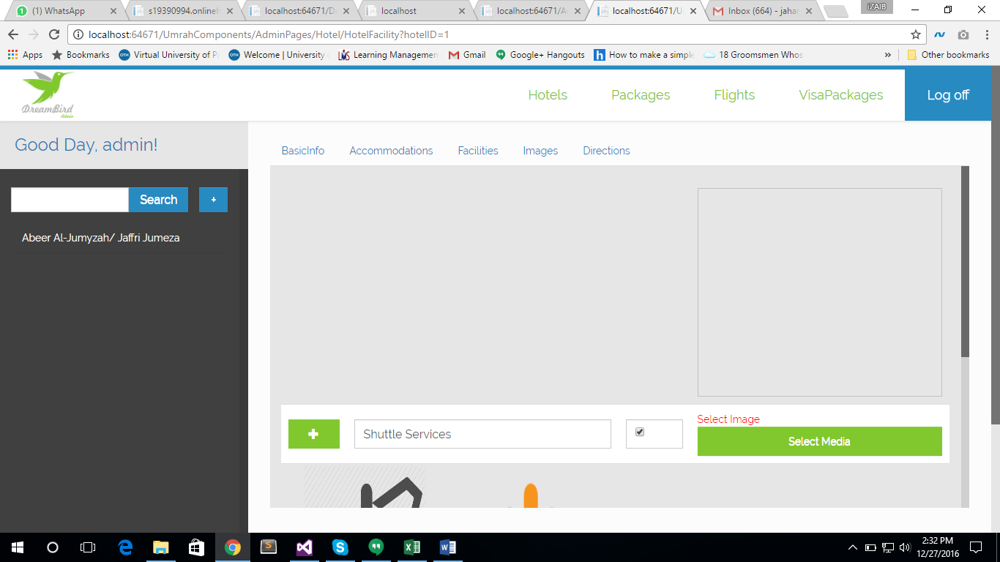 iZAIB
(1) WhatsApp
s19390994.onlineh
localhost:64671/D
localhost
localhost:64671/A
localhost:64671/U
Inbox (664) - jahar
localhost:64671/UmrahComponents/AdminPages/Hotel/HotelFacility?hotelID=1
Apps Bookmarks Virtual University of P Welcome | University Learning Managemen Gmail Google+ Hangouts How to make a simple 18 Groomsmen Whos » Other bookmarks
DreamBird
Admin
Hotels Packages Flights VisaPackages Log off
Good Day, admin!
BasicInfo Accommodations Facilities Images Directions
Search +
Abeer Al-Jumyzah/ Jaffri Jumeza
Select Image
Shuttle Services
Select Media
2:32 PM
12/27/2016